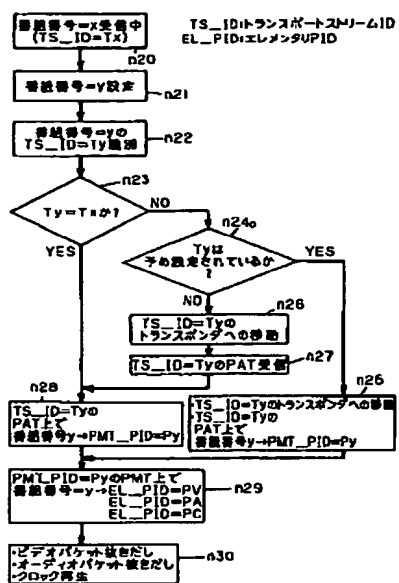 TS_ID:トランスポートストリームID
EL_PID:エレメンタリPID
番組番号=x受信中
(TS_ID=Tx)
n20
番組番号=y設定
n21
番組番号=yの
TS_ID=Ty識別
n22
n23
Ty=Txか?
NO
YES
n24a
Tyは
予め設定されているか
?
YES
NO
n26
TS_ID=Tyの
トランスポンダへの移動
n27
TS_ID=TyのPAT受信
n28
TS_ID=Tyの
PAT上で
番組番号y→PMT_PID=Py
n25
・TS_ID=Tyのトランスポンダへの移動
・TS_ID=Tyの
PAT上で
番組番号y→PMT_PID=Py
PMT_PID=PyのPMT上で
番組番号=y→EL_PID=PV
EL_PID=PA
EL_PID=PC
n29
・ビデオパケット抜きだし
・オーディオパケット抜きだし
・クロック再生
n30